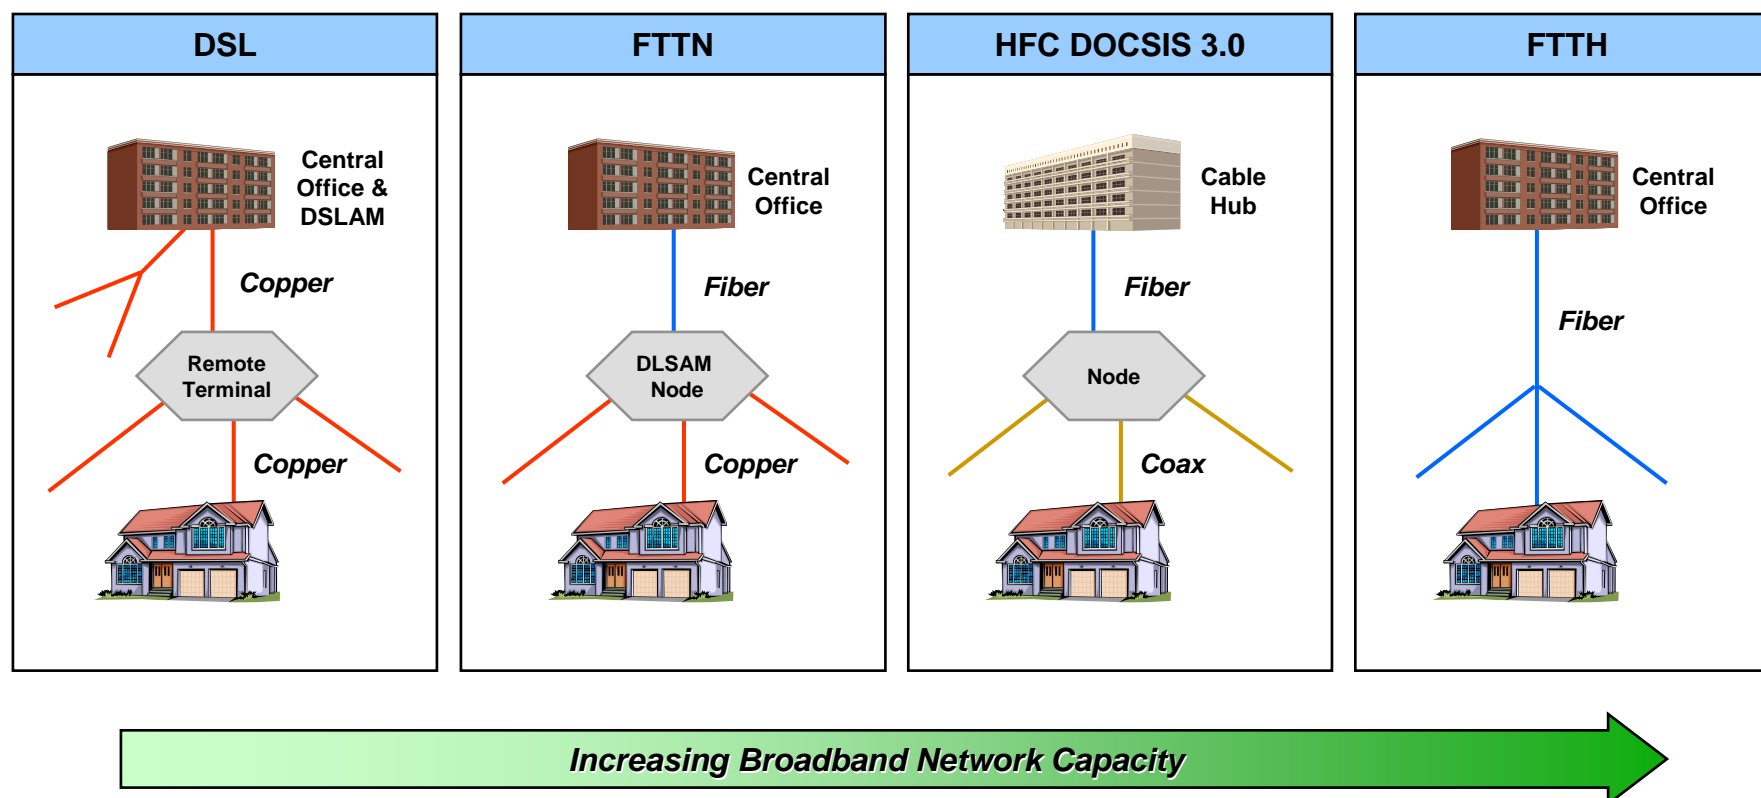 DSL
Central
Office &
DSLAM
Copper
Remote
Terminal
Copper
FTTN
Central
Office
Fiber
DLSAM
Node
Copper
HFC DOCSIS 3.0
Cable
Hub
Fiber
Node
Coax
FTTH
Central
Office
Fiber
Increasing Broadband Network Capacity